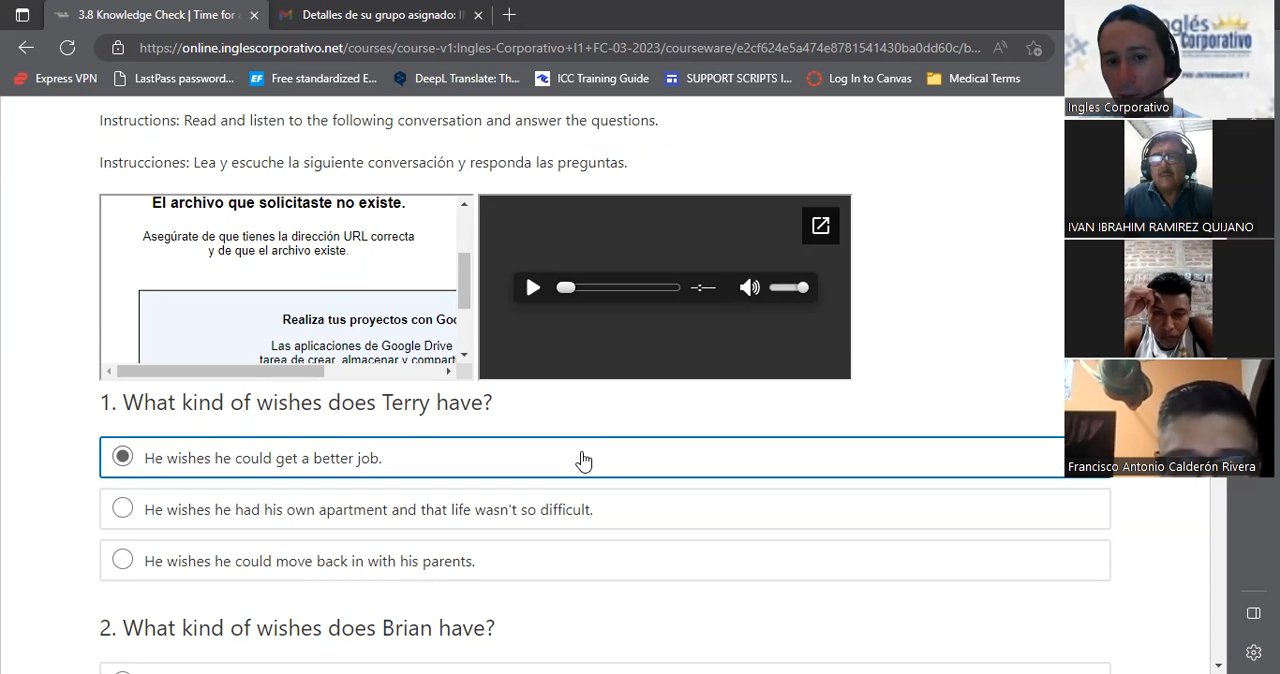 3.8 Knowledge Check | Time for a
Detalles de su grupo asignado: I
https://online.inglescorporativo.net/courses/course-v1:Ingles-Corporativo+I1+FC-03-2023/courseware/e2cf624e5a474e8781541430ba0dd60c/b...
Express VPN
LastPass password...
Free standardized E...
DeepL Translate: Th...
ICC Training Guide
SUPPORT SCRIPTS I...
Log In to Canvas
Medical Terms
Inglés
Corporativo
PRE-INTERMEDIATE 1
Ingles Corporativo
IVAN IBRAHIM RAMIREZ QUIJANO
Francisco Antonio Calderón Rivera
Instructions: Read and listen to the following conversation and answer the questions.
Instrucciones: Lea y escuche la siguiente conversación y responda las preguntas.
El archivo que solicitaste no existe.
Asegúrate de que tienes la dirección URL correcta
y de que el archivo existe.
Realiza tus proyectos con Goo
Las aplicaciones de Google Drive
tarea de crear, almacenar y compart
1. What kind of wishes does Terry have?
He wishes he could get a better job.
He wishes he had his own apartment and that life wasn't so difficult.
He wishes he could move back in with his parents.
2. What kind of wishes does Brian have?